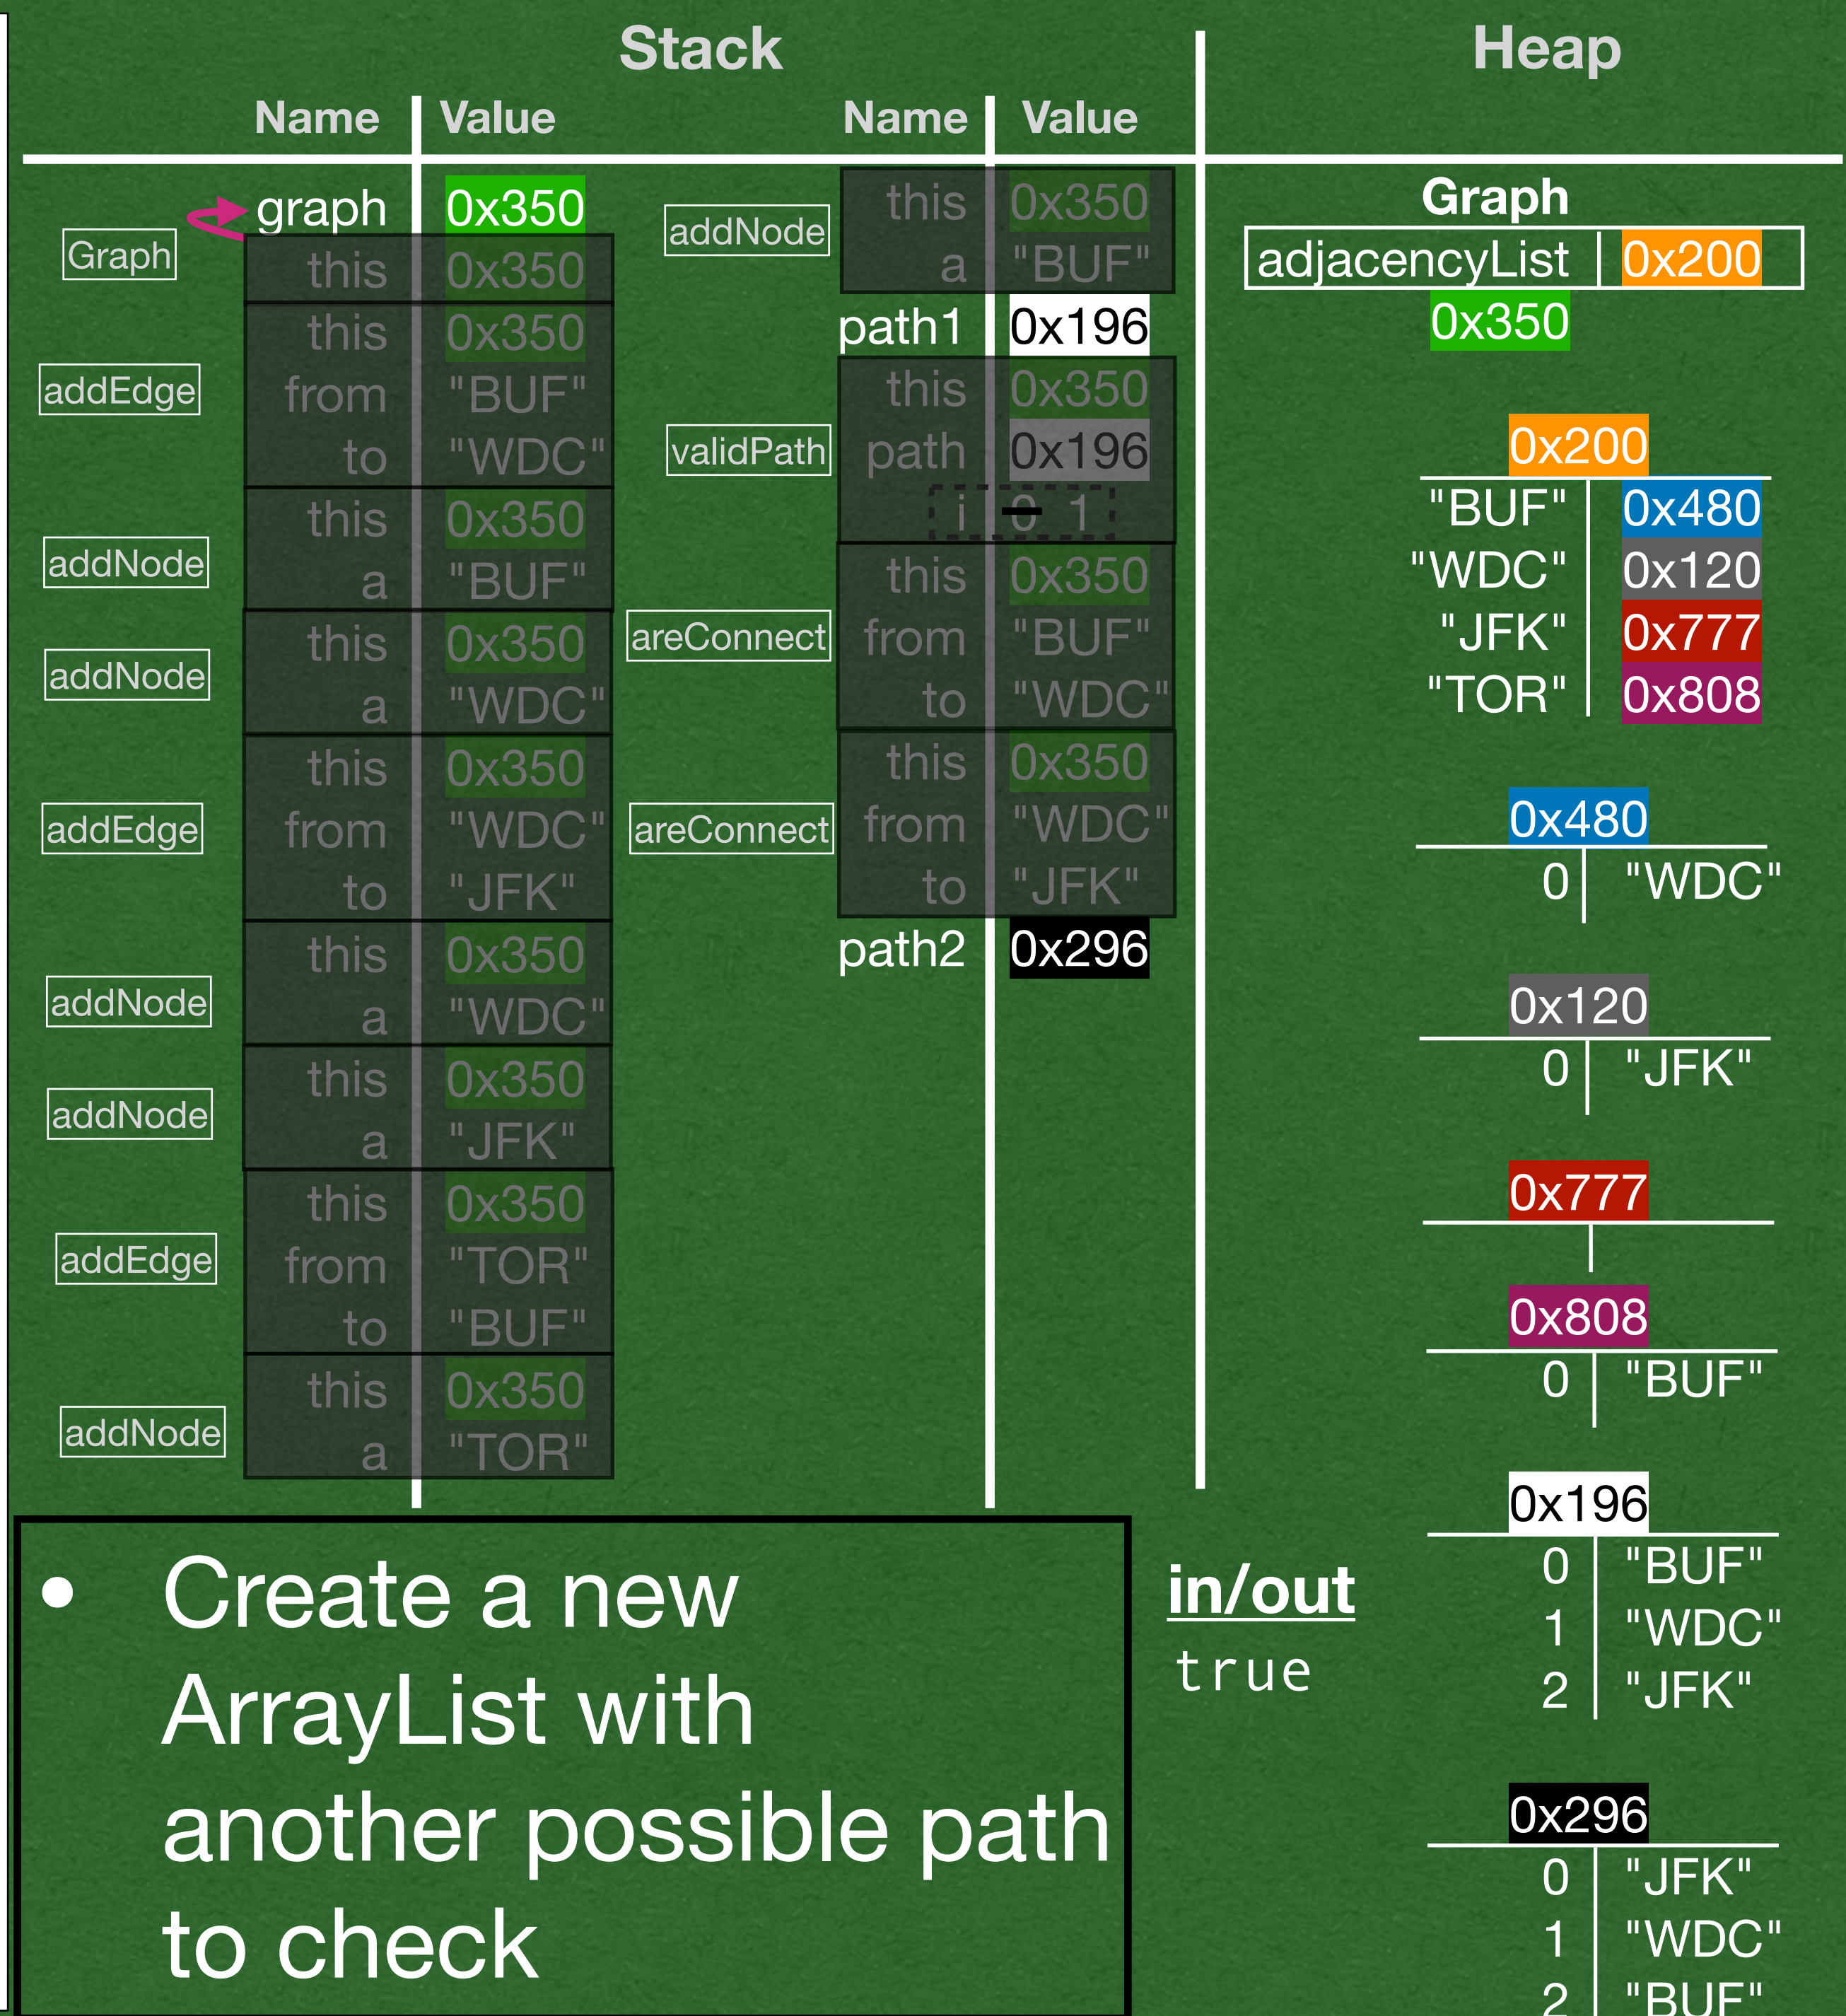 Stack
Heap
Name Value
Name Value
graph 0x350
Graph
this 0x350
addEdge
this 0x350
from "BUF"
to "WDC"
addNode
this 0x350
a "BUF"
addNode
this 0x350
a "WDC"
addEdge
this 0x350
from "WDC"
to "JFK"
addNode
this 0x350
a "WDC"
addNode
this 0x350
a "JFK"
addEdge
this 0x350
from "TOR"
to "BUF"
addNode
this 0x350
a "TOR"
addNode
this 0x350
a "BUF"
path1 0x196
validPath
this 0x350
path 0x196
i 0 1
areConnect
this 0x350
from "BUF"
to "WDC"
areConnect
this 0x350
from "WDC"
to "JFK"
path2 0x296
Graph
adjacencyList 0x200
0x350
0x200
"BUF" 0x480
"WDC" 0x120
"JFK" 0x777
"TOR" 0x808
0x480
0 "WDC"
0x120
0 "JFK"
0x777
0x808
0 "BUF"
0x196
0 "BUF"
1 "WDC"
2 "JFK"
0x296
0 "JFK"
1 "WDC"
2 "BUF"
• Create a new
ArrayList with
another possible path
to check
in/out
true